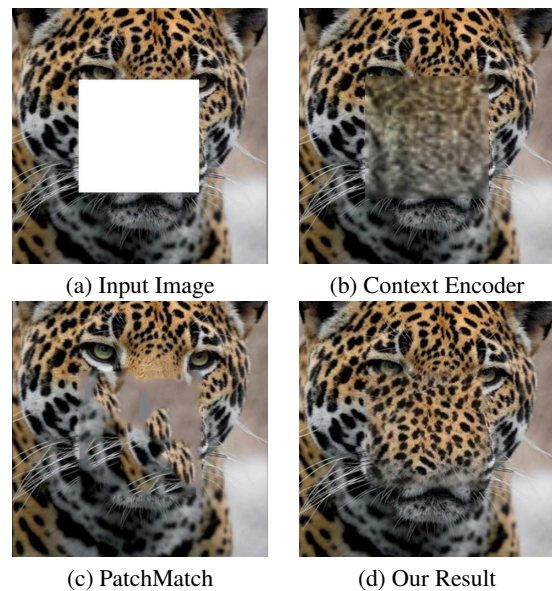 (a) Input Image
(b) Context Encoder
(c) PatchMatch
(d) Our Result